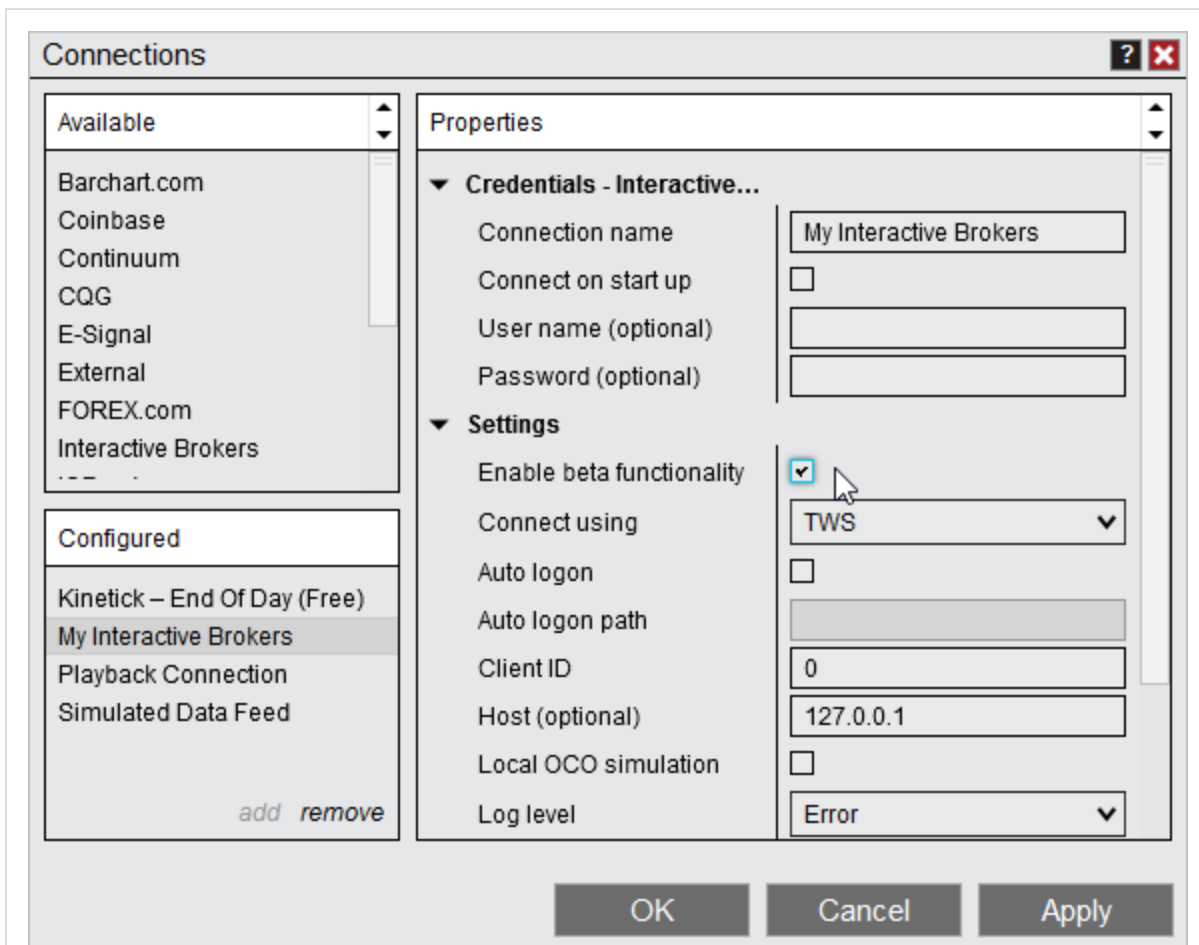 Connections
?
Available
Barchart.com
Coinbase
Continuum
CQG
E-Signal
External
FOREX.com
Interactive Brokers
Configured
Kinetick – End Of Day (Free)
My Interactive Brokers
Playback Connection
Simulated Data Feed
add remove
Properties
Credentials - Interactive...
Connection name My Interactive Brokers
Connect on start up
User name (optional)
Password (optional)
Settings
Enable beta functionality
Connect using TWS
Auto logon
Auto logon path
Client ID 0
Host (optional) 127.0.0.1
Local OCO simulation
Log level Error
OK Cancel Apply